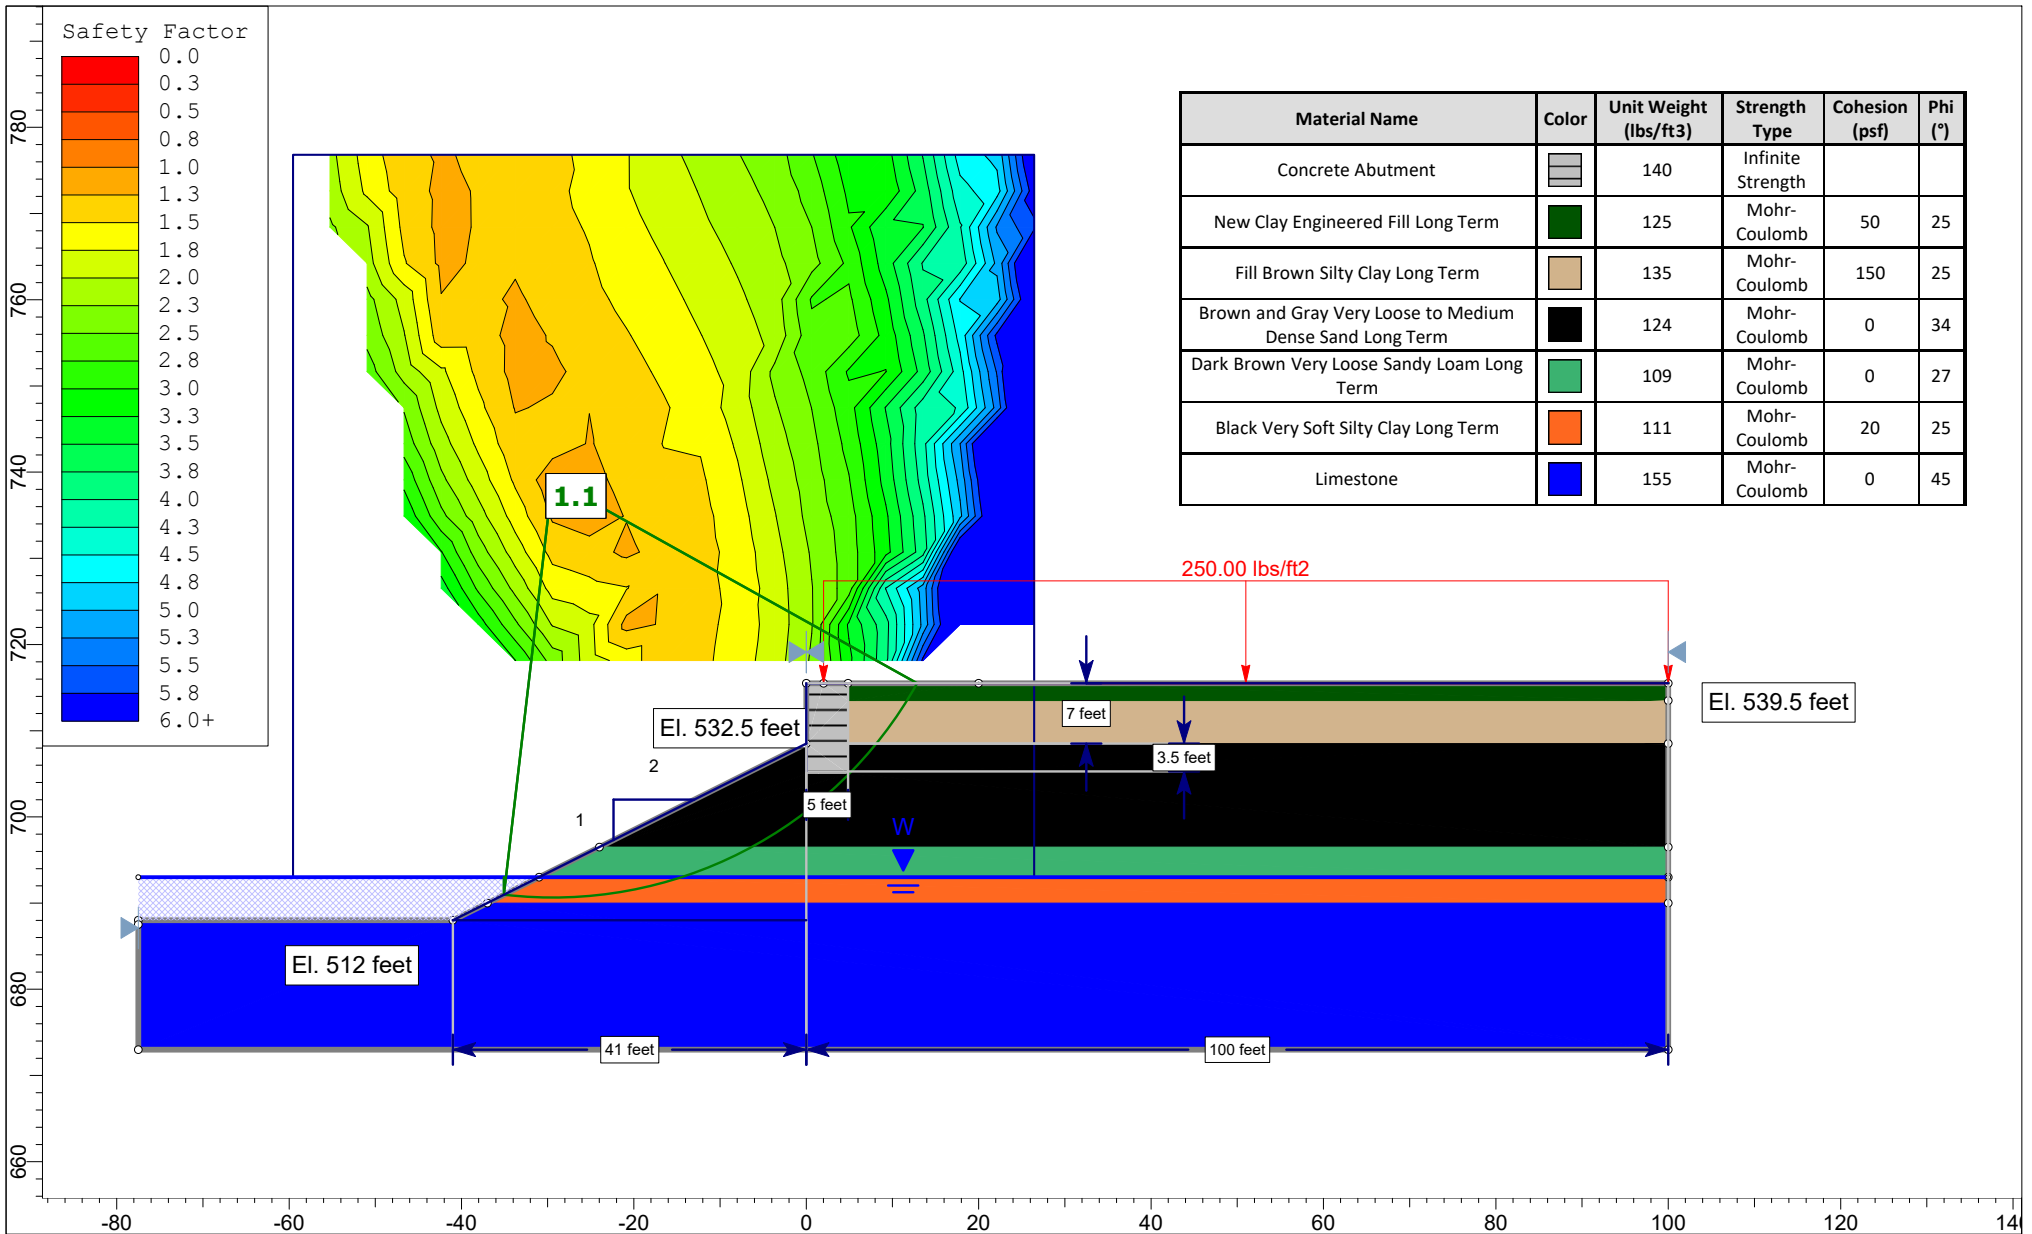 Safety Factor
0.0
0.3
0.5
0.8
1.0
1.3
1.5
1.8
2.0
2.3
2.5
2.8
3.0
3.3
3.5
3.8
4.0
4.3
4.5
4.8
5.0
5.3
5.5
5.8
6.0+
Material Name Color Unit Weight (lbs/ft3) Strength Type Cohesion (psf) Phi (°)
Concrete Abutment 140 Infinite Strength
New Clay Engineered Fill Long Term 125 Mohr-Coulomb 50 25
Fill Brown Silty Clay Long Term 135 Mohr-Coulomb 150 25
Brown and Gray Very Loose to Medium Dense Sand Long Term 124 Mohr-Coulomb 0 34
Dark Brown Very Loose Sandy Loam Long Term 109 Mohr-Coulomb 0 27
Black Very Soft Silty Clay Long Term 111 Mohr-Coulomb 20 25
Limestone 155 Mohr-Coulomb 0 45
1.1
250.00 lbs/ft2
El. 532.5 feet
El. 539.5 feet
7 feet
3.5 feet
5 feet
2
1
W
El. 512 feet
41 feet
100 feet
780
760
740
720
700
680
660
-80 -60 -40 -20 0 20 40 60 80 100 120